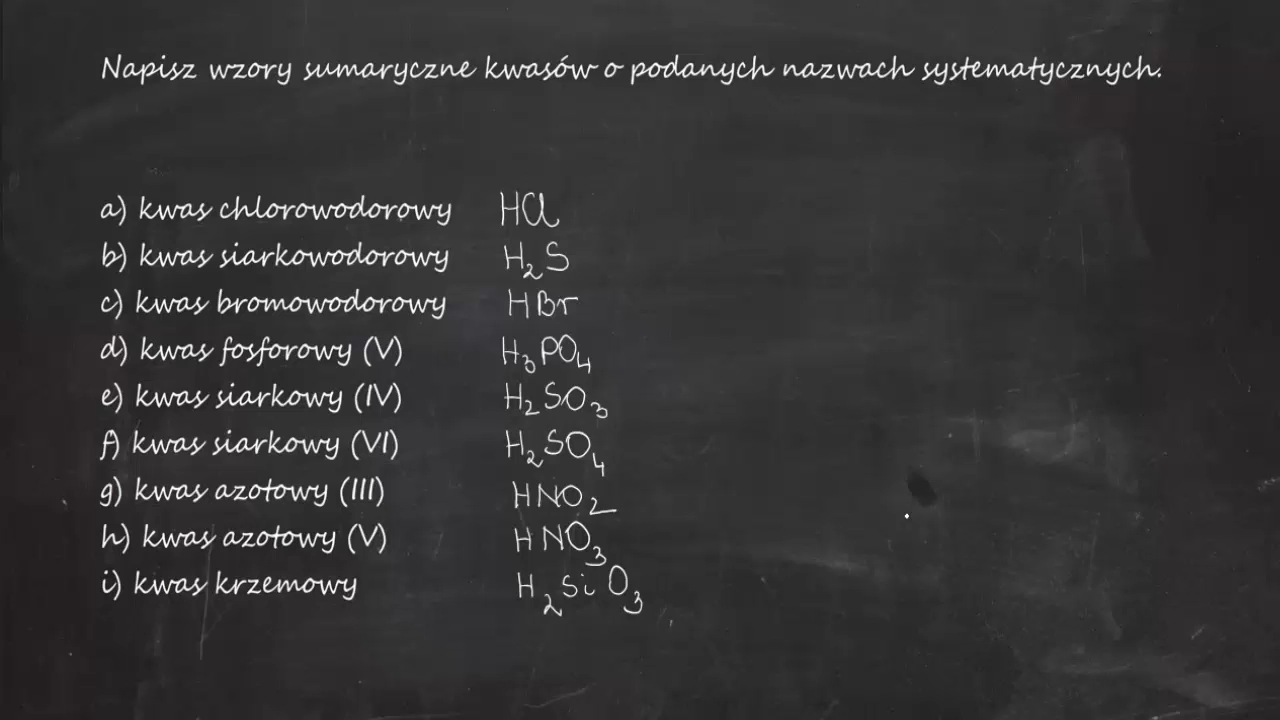 Napisz wzory sumaryczne kwasów o podanych nazwach systematycznych.
a) kwas chlorowodorowy HCl
b) kwas siarkowodorowy H₂S
c) kwas bromowodorowy HBr
d) kwas fosforowy (V) H₃PO₄
e) kwas siarkowy (IV) H₂SO₃
f) kwas siarkowy (VI) H₂SO₄
g) kwas azotowy (III) HNO₂
h) kwas azotowy (V) HNO₃
i) kwas krzemowy H₂SiO₃